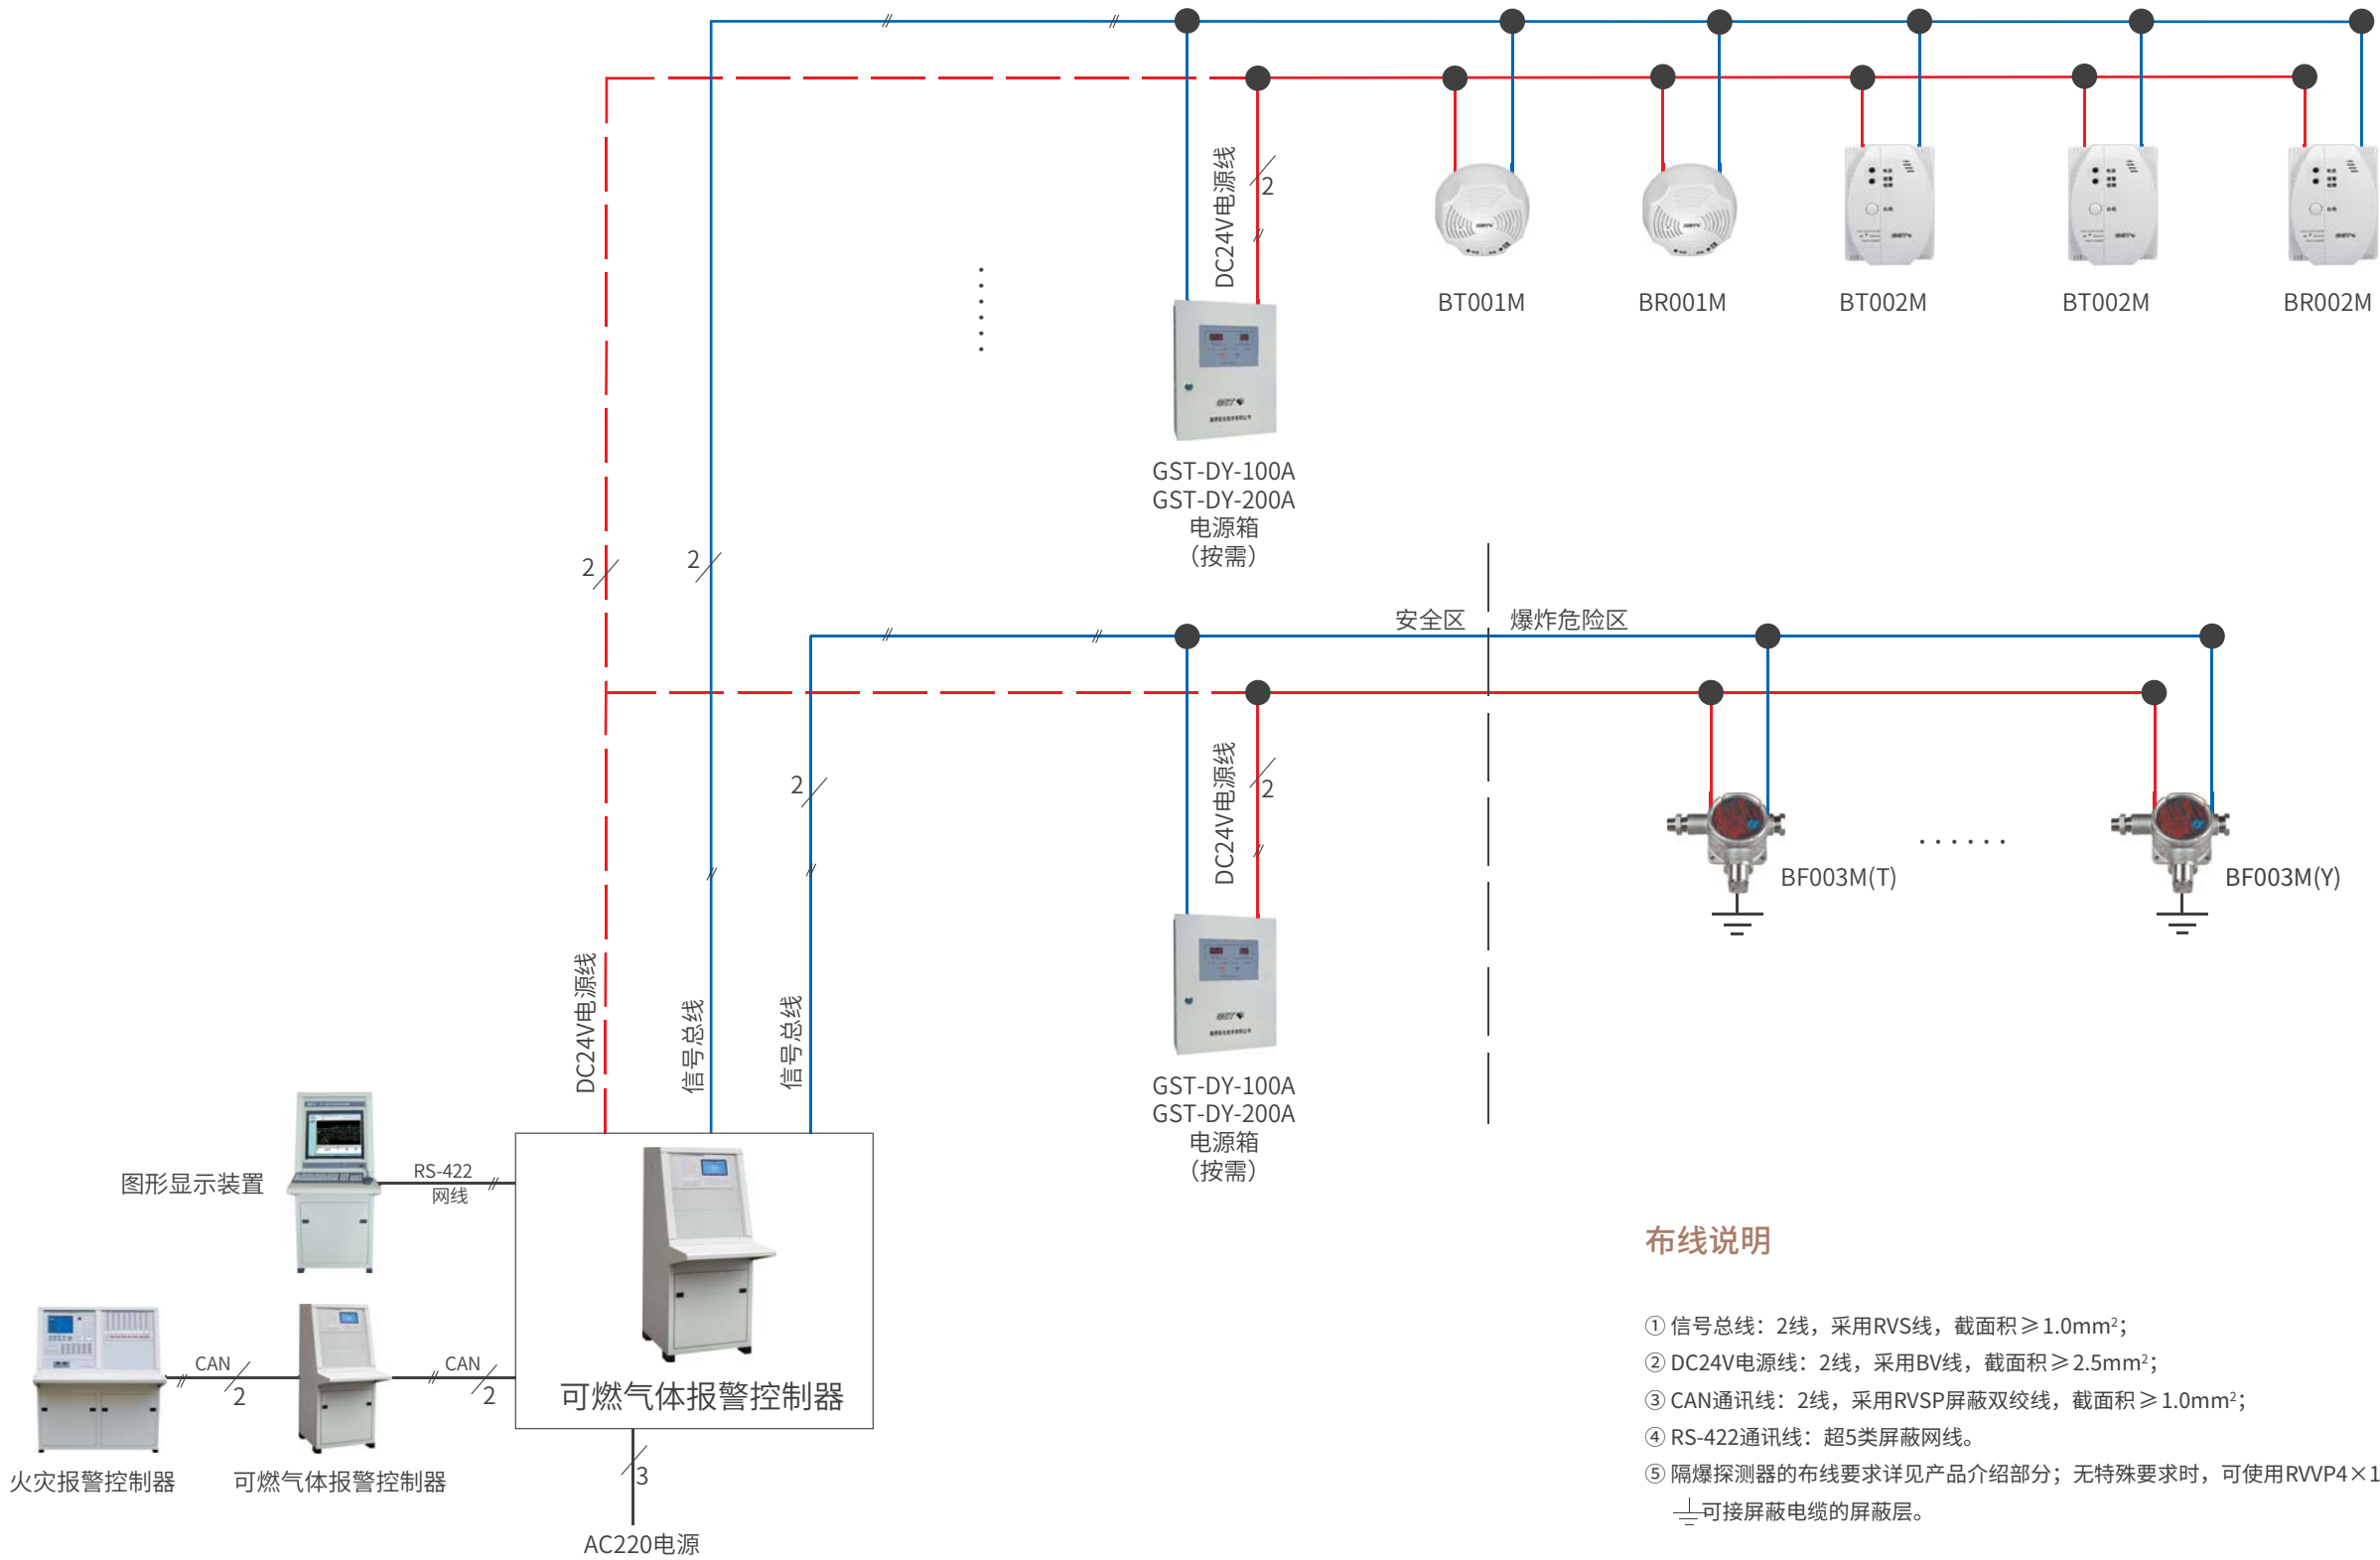 DC24V电源线
2
BT001M
BR001M
BT002M
BT002M
BR002M
GST-DY-100A
GST-DY-200A
电源箱
（按需）
2
2
安全区
爆炸危险区
2
DC24V电源线
2
BF003M(T)
BF003M(Y)
DC24V电源线
信号总线
信号总线
GST-DY-100A
GST-DY-200A
电源箱
（按需）
图形显示装置
RS-422
网线
CAN
2
CAN
2
可燃气体报警控制器
火灾报警控制器
可燃气体报警控制器
3
AC220电源
布线说明
① 信号总线：2线，采用RVS线，截面积≥1.0mm²；
② DC24V电源线：2线，采用BV线，截面积≥2.5mm²；
③ CAN通讯线：2线，采用RVSP屏蔽双绞线，截面积≥1.0mm²；
④ RS-422通讯线：超5类屏蔽网线。
⑤ 隔爆探测器的布线要求详见产品介绍部分；无特殊要求时，可使用RVVP4×1
可接屏蔽电缆的屏蔽层。